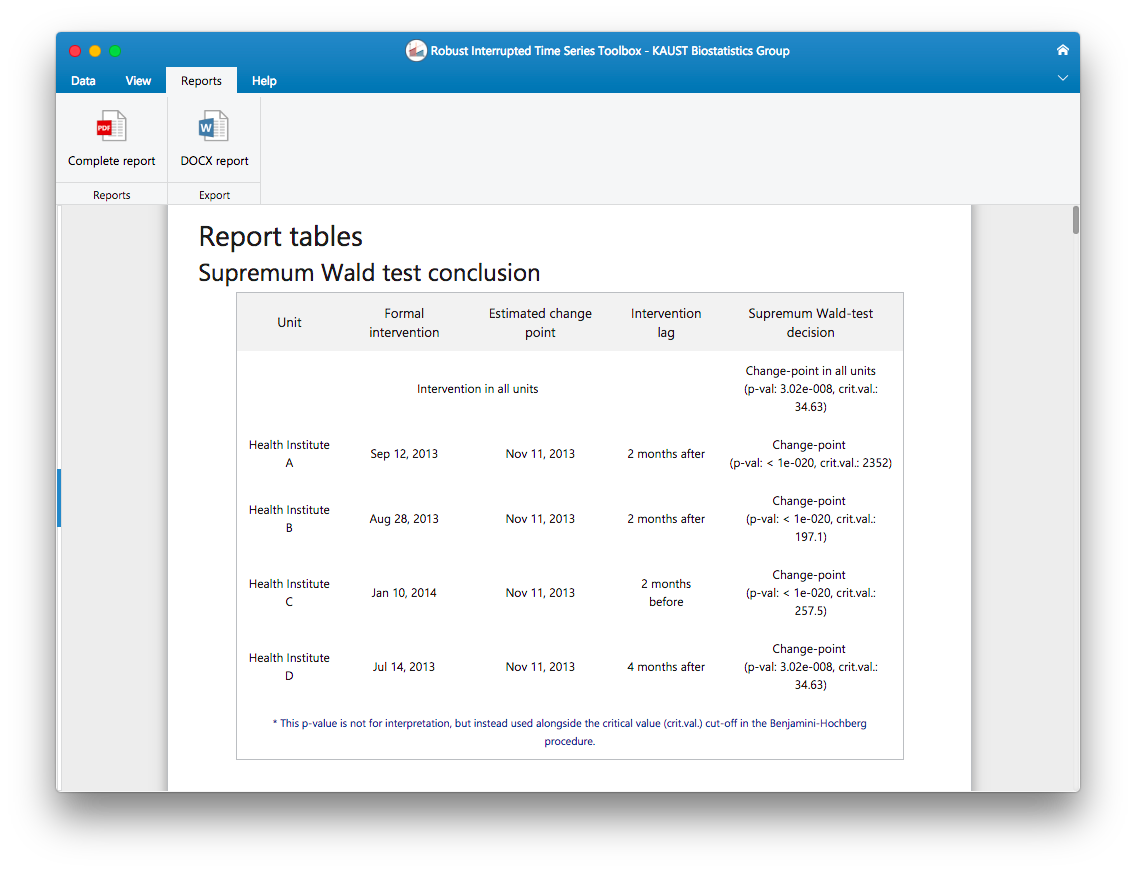 Robust Interrupted Time Series Toolbox - KAUST Biostatistics Group
Data View Reports Help
PDF W
Complete report DOCX report
Reports Export
Report tables
Supremum Wald test conclusion
Unit
Formal
intervention
Estimated change
point
Intervention
lag
Supremum Wald-test
decision
Intervention in all units
Change-point in all units
(p-val: 3.02e-008, crit.val.:
34.63)
Health Institute
A
Sep 12, 2013
Nov 11, 2013
2 months after
Change-point
(p-val: < 1e-020, crit.val.: 2352)
Health Institute
B
Aug 28, 2013
Nov 11, 2013
2 months after
Change-point
(p-val: < 1e-020, crit.val.:
197.1)
Health Institute
C
Jan 10, 2014
Nov 11, 2013
2 months
before
Change-point
(p-val: < 1e-020, crit.val.:
257.5)
Health Institute
D
Jul 14, 2013
Nov 11, 2013
4 months after
Change-point
(p-val: 3.02e-008, crit.val.:
34.63)
* This p-value is not for interpretation, but instead used alongside the critical value (crit.val.) cut-off in the Benjamini-Hochberg
procedure.